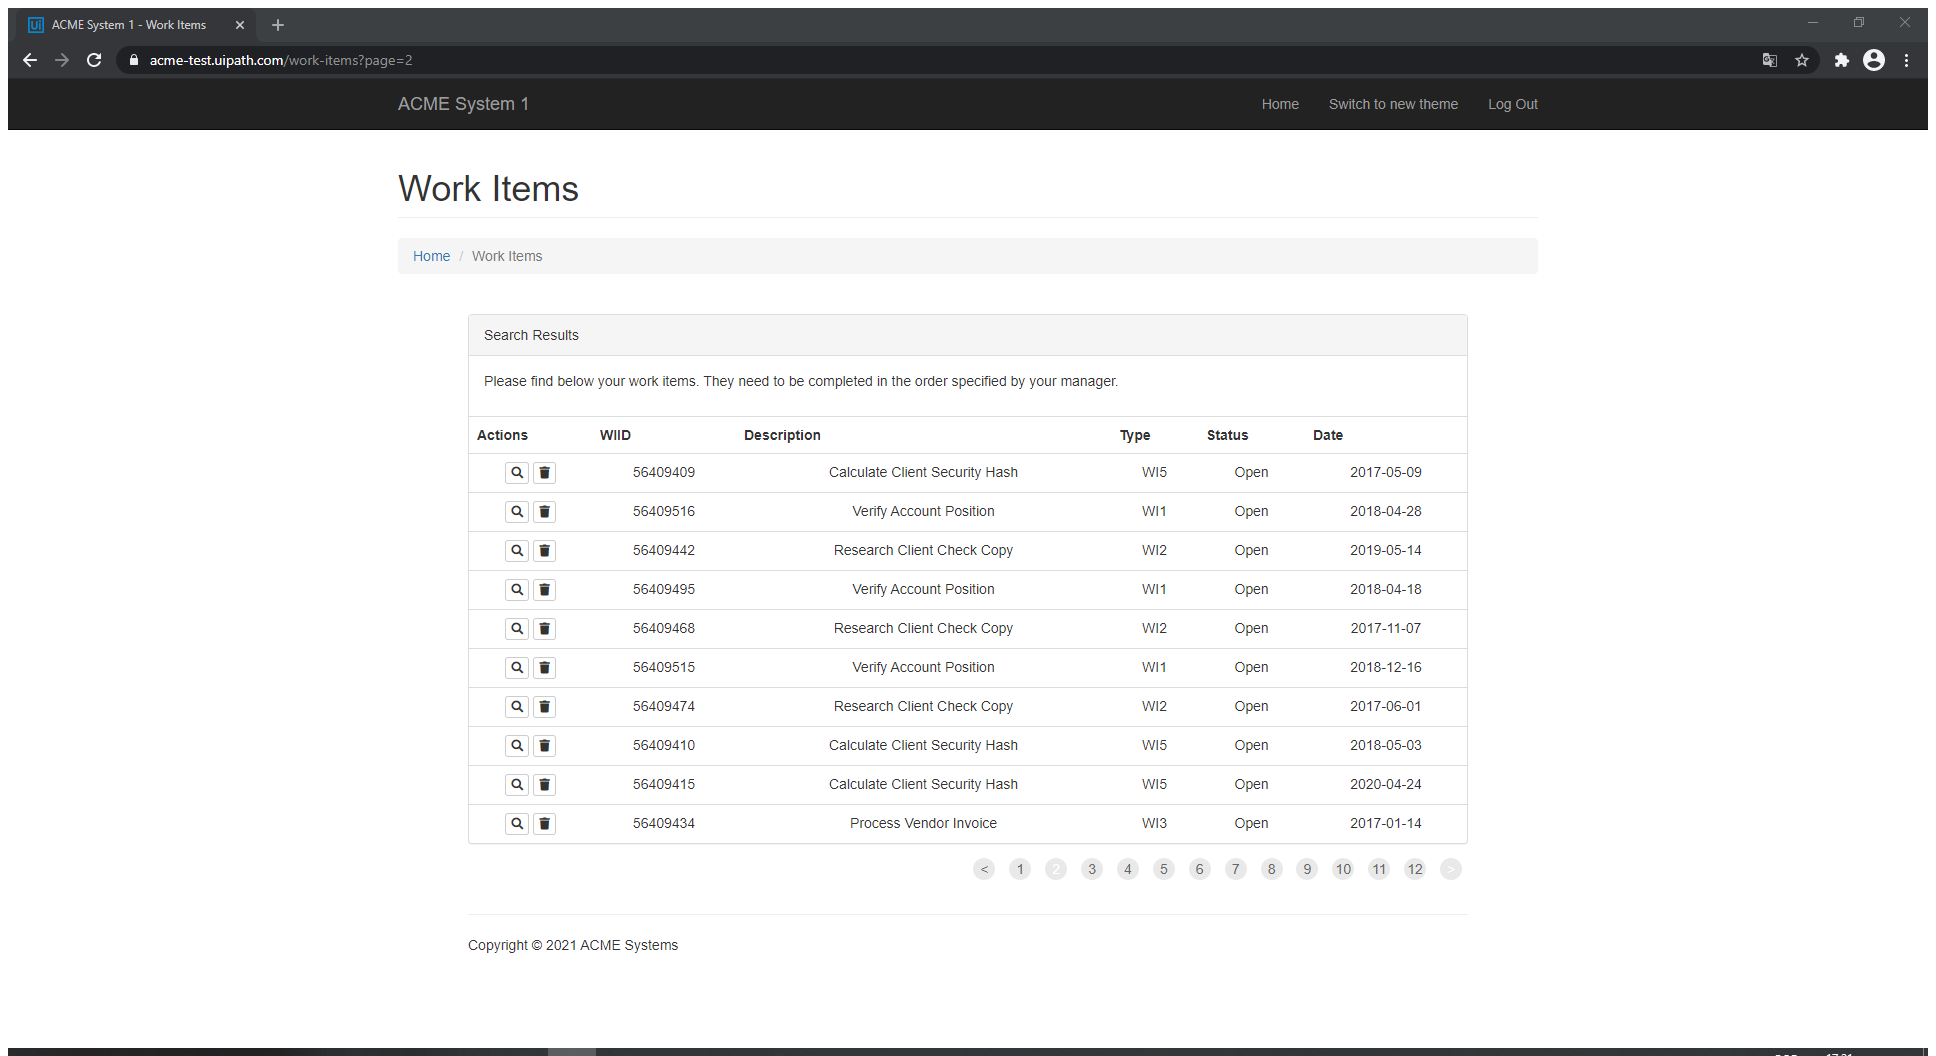 ACME System 1 - Work Items
acme-test.uipath.com/work-items?page=2
ACME System 1 Home Switch to new theme Log Out
Work Items
Home / Work Items
Search Results
Please find below your work items. They need to be completed in the order specified by your manager.
Actions WIID Description Type Status Date
56409409 Calculate Client Security Hash WI5 Open 2017-05-09
56409516 Verify Account Position WI1 Open 2018-04-28
56409442 Research Client Check Copy WI2 Open 2019-05-14
56409495 Verify Account Position WI1 Open 2018-04-18
56409468 Research Client Check Copy WI2 Open 2017-11-07
56409515 Verify Account Position WI1 Open 2018-12-16
56409474 Research Client Check Copy WI2 Open 2017-06-01
56409410 Calculate Client Security Hash WI5 Open 2018-05-03
56409415 Calculate Client Security Hash WI5 Open 2020-04-24
56409434 Process Vendor Invoice WI3 Open 2017-01-14
< 1 2 3 4 5 6 7 8 9 10 11 12 >
Copyright © 2021 ACME Systems